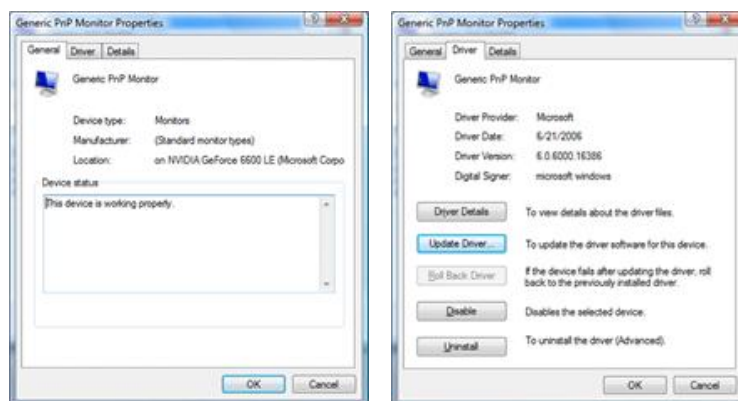 Generic PnP Monitor Properties
General Driver Details
Generic PnP Monitor
Device type: Monitors
Manufacturer: (Standard monitor types)
Location: on NVIDIA GeForce 6600 LE (Microsoft Corpo
Device status
This device is working properly.
OK Cancel
Generic PnP Monitor Properties
General Driver Details
Generic PnP Monitor
Driver Provider: Microsoft
Driver Date: 6/21/2006
Driver Version: 6.0.6000.16386
Digital Signer: microsoft windows
Driver Details To view details about the driver files.
Update Driver... To update the driver software for this device.
Roll Back Driver If the device fails after updating the driver, roll
back to the previously installed driver.
Disable Disables the selected device.
Uninstall To uninstall the driver (Advanced).
OK Cancel